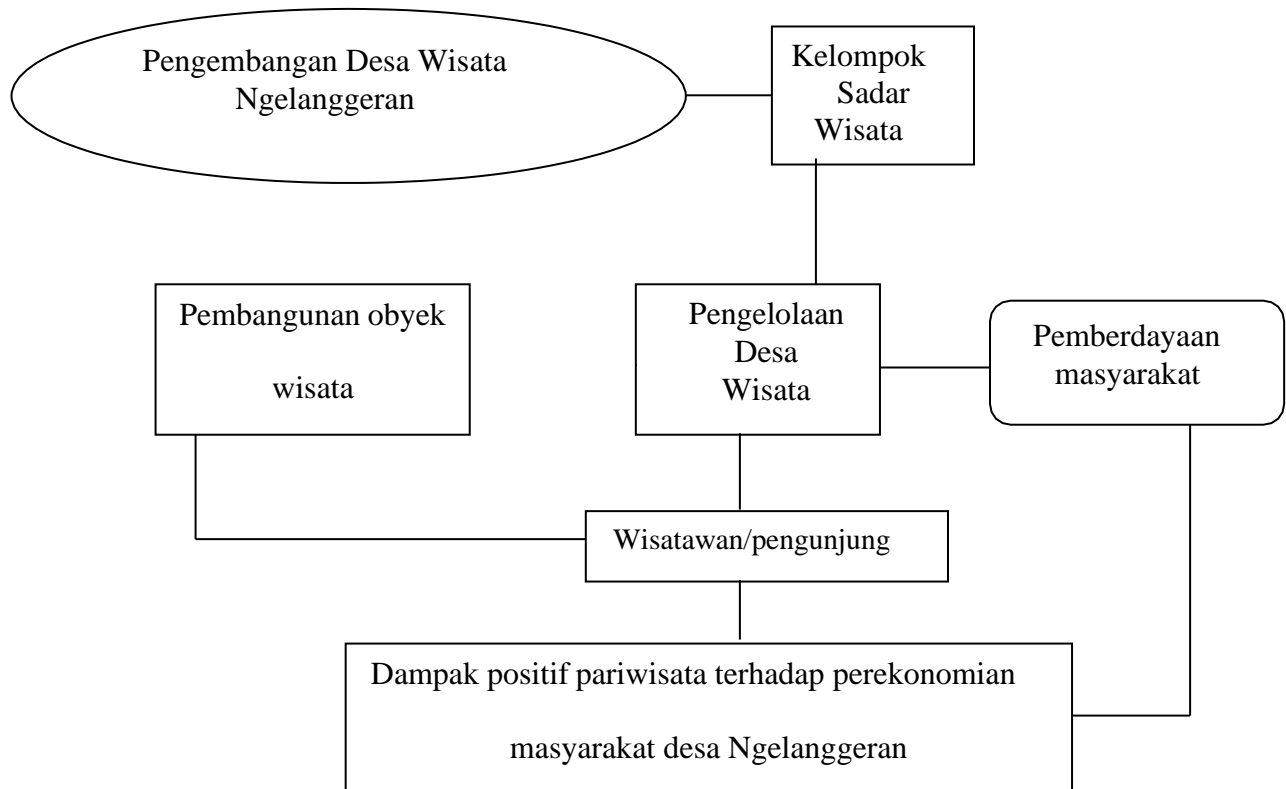 Pengembangan Desa Wisata
Ngelanggeran
Kelompok
Sadar
Wisata
Pembangunan obyek
wisata
Pengelolaan
Desa
Wisata
Pemberdayaan
masyarakat
Wisatawan/pengunjung
Dampak positif pariwisata terhadap perekonomian
masyarakat desa Ngelanggeran